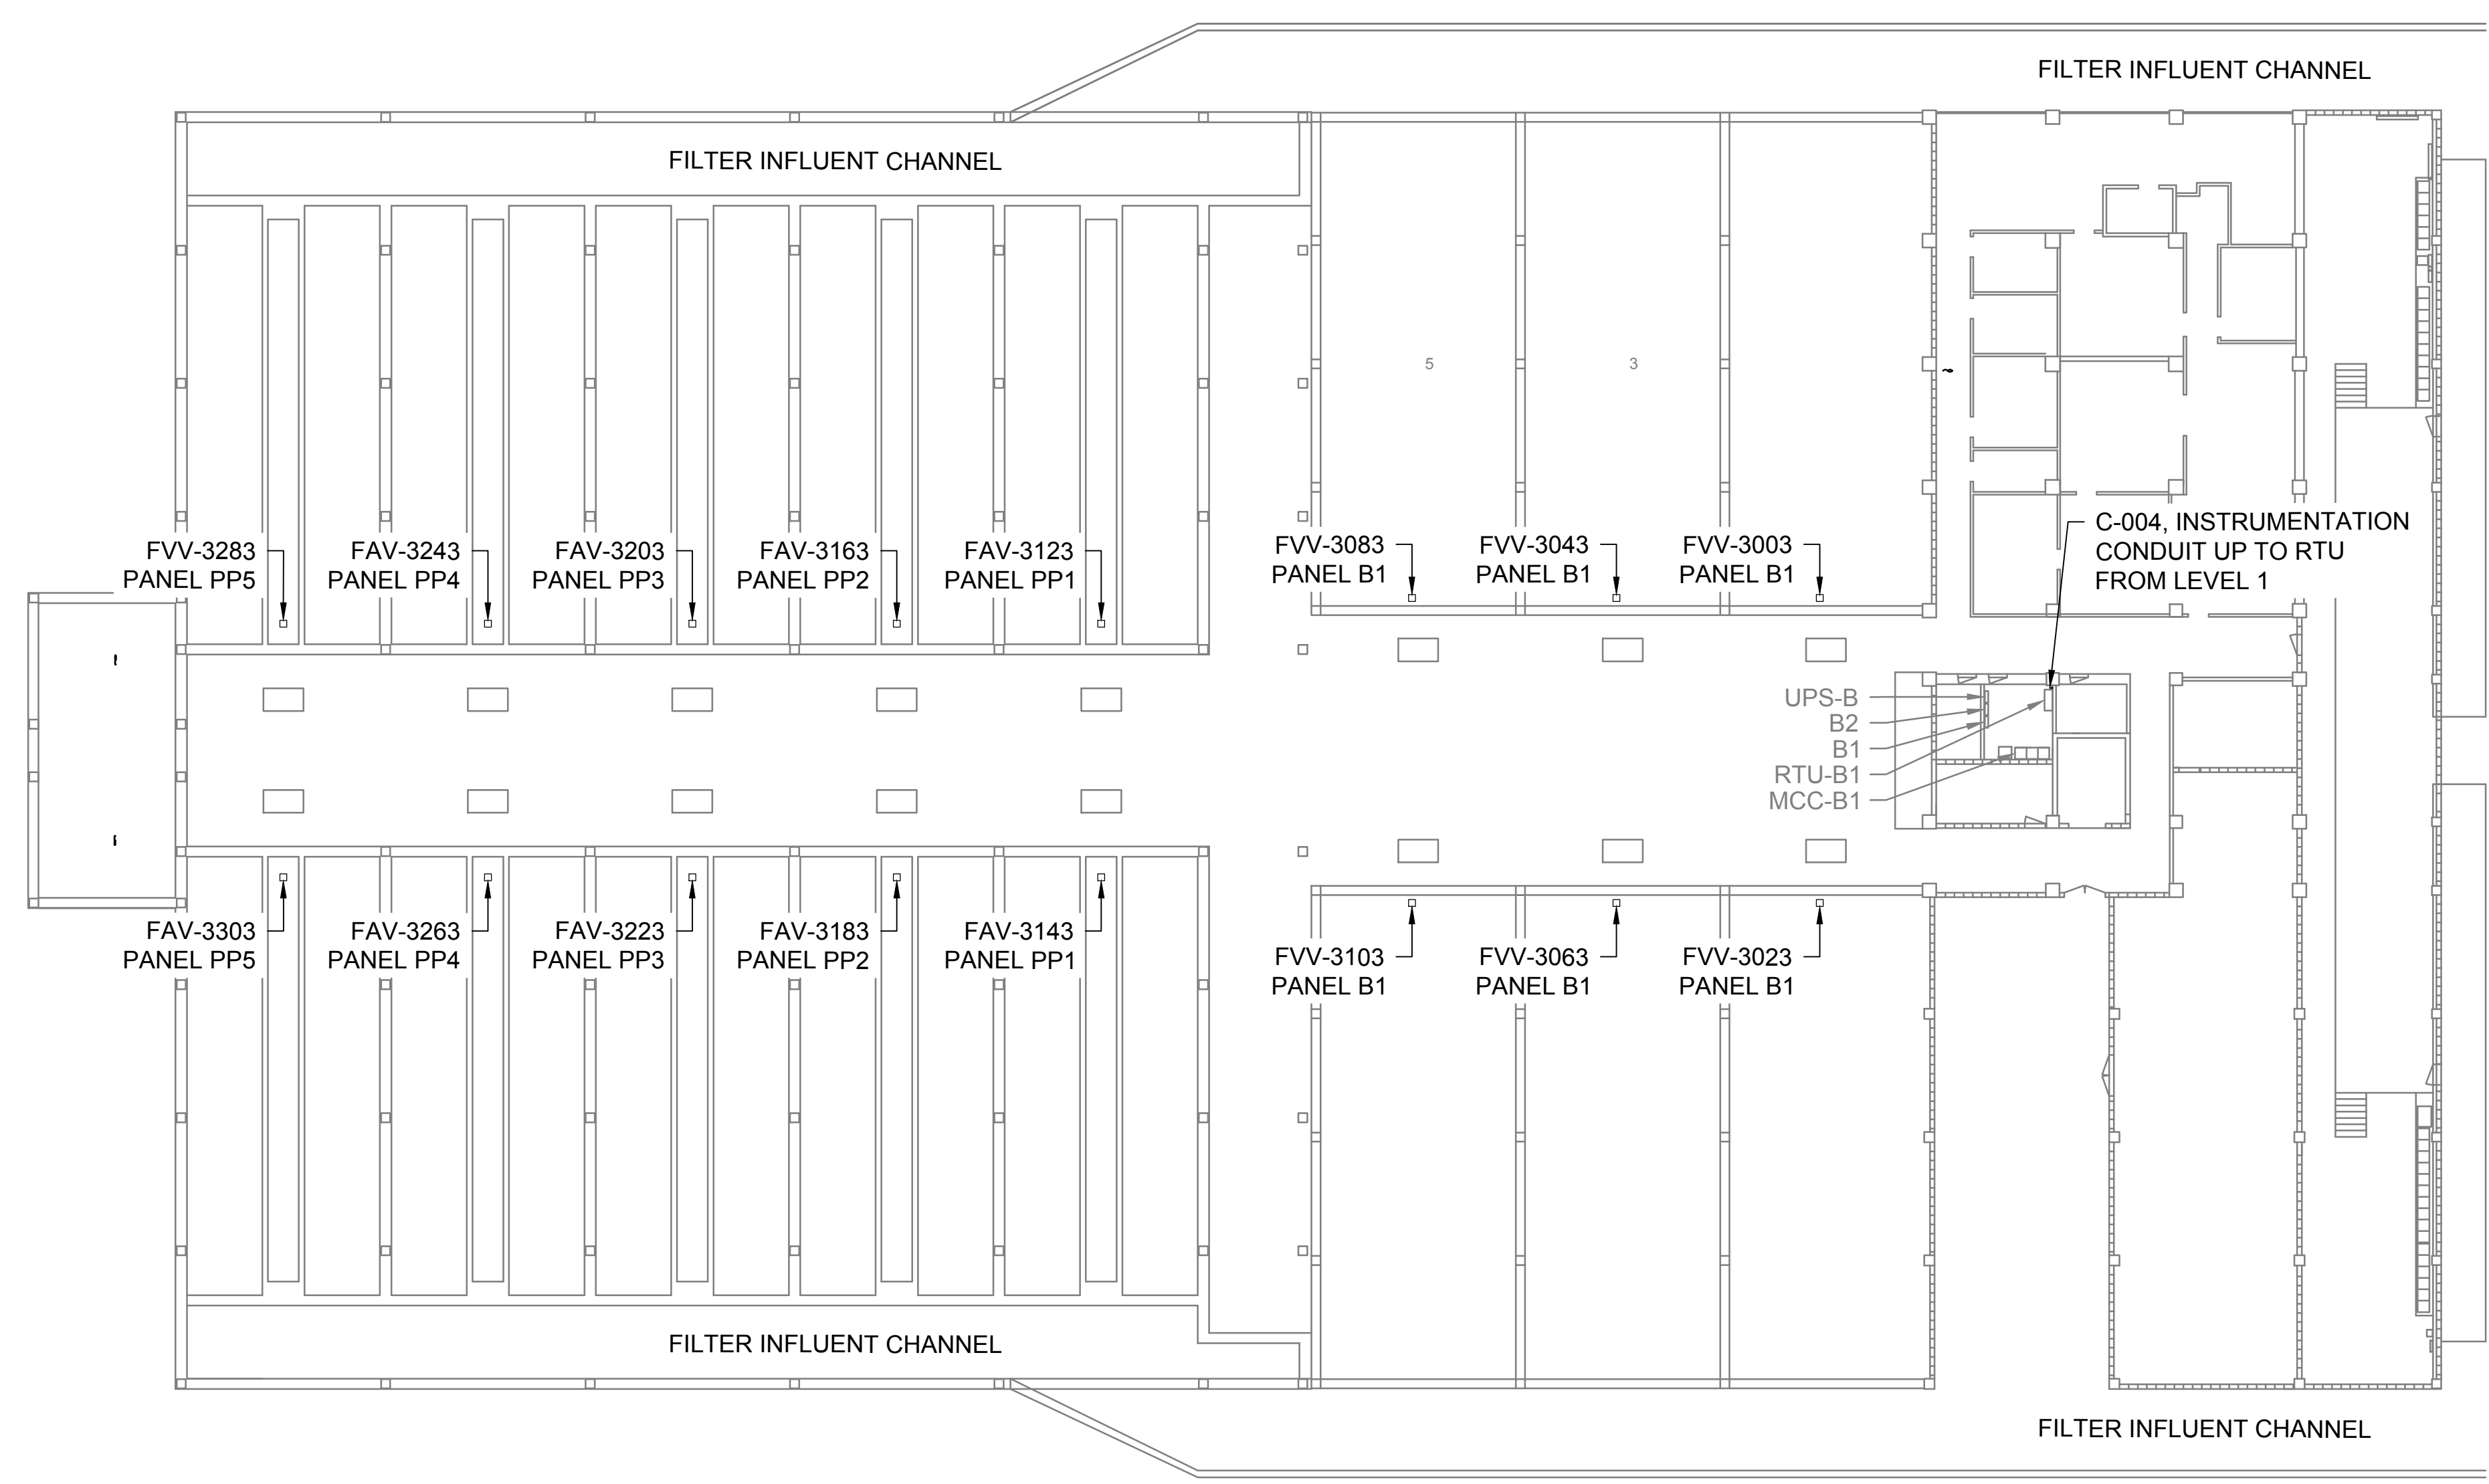 FILTER INFLUENT CHANNEL
FILTER INFLUENT CHANNEL
5
3
FVV-3283
PANEL PP5
FAV-3243
PANEL PP4
FAV-3203
PANEL PP3
FAV-3163
PANEL PP2
FAV-3123
PANEL PP1
FVV-3083
PANEL B1
FVV-3043
PANEL B1
FVV-3003
PANEL B1
C-004, INSTRUMENTATION
CONDUIT UP TO RTU
FROM LEVEL 1
UPS-B
B2
B1
RTU-B1
MCC-B1
FAV-3303
PANEL PP5
FAV-3263
PANEL PP4
FAV-3223
PANEL PP3
FAV-3183
PANEL PP2
FAV-3143
PANEL PP1
FVV-3103
PANEL B1
FVV-3063
PANEL B1
FVV-3023
PANEL B1
FILTER INFLUENT CHANNEL
FILTER INFLUENT CHANNEL